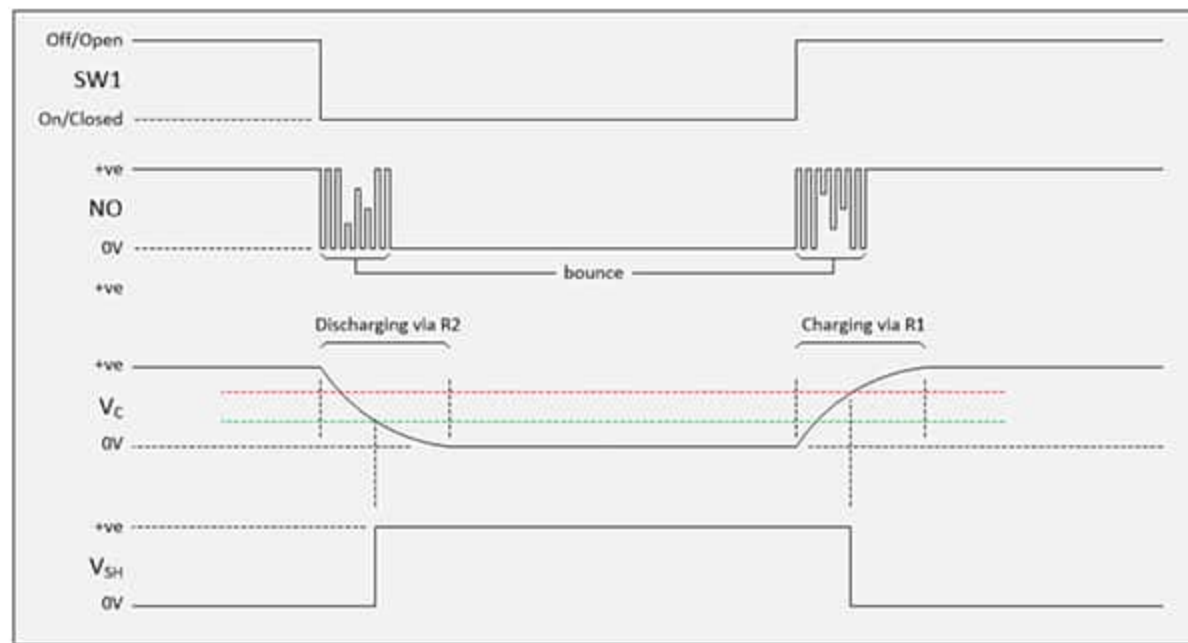 Off/Open
SW1
On/Closed
+ve
NO
0V
bounce
+ve
Discharging via R2
Charging via R1
+ve
VC
0V
+ve
VSH
0V